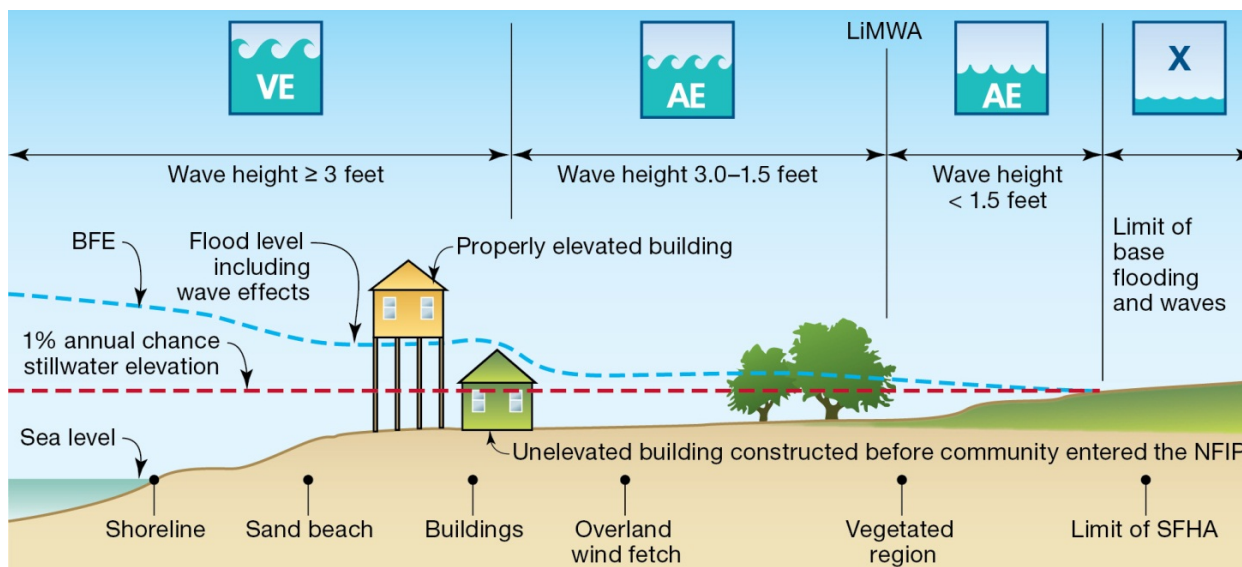 LiMWA
VE
AE
AE
X
Wave height ≥ 3 feet
Wave height 3.0–1.5 feet
Wave height
< 1.5 feet
BFE
Flood level
including
wave effects
Properly elevated building
Limit of
base
flooding
and waves
1% annual chance
stillwater elevation
Sea level
Unelevated building constructed before community entered the NFIP
Shoreline
Sand beach
Buildings
Overland
wind fetch
Vegetated
region
Limit of SFHA